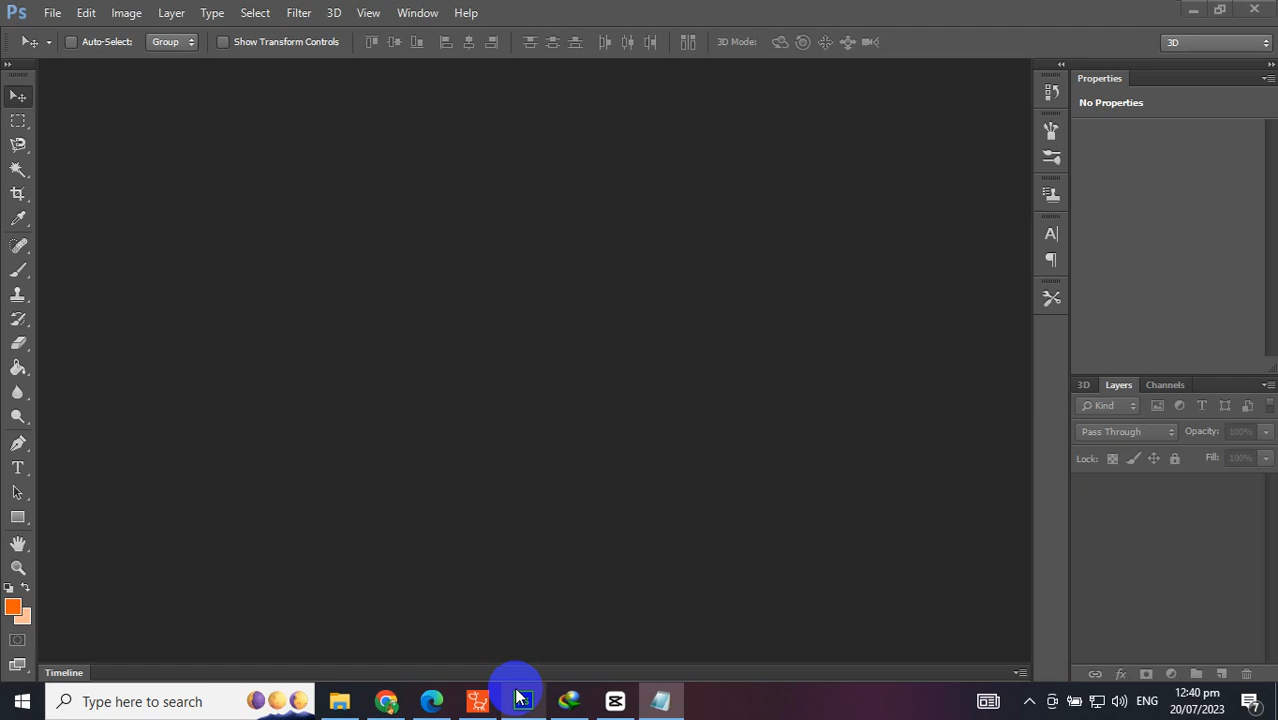 Ps File Edit Image Layer Type Select Filter 3D View Window Help
Auto-Select: Group Show Transform Controls 3D Mode: 3D
Properties
No Properties
3D Layers Channels
Kind T
Pass Through Opacity: 100%
Lock: Fill: 100%
A
T
Timeline
Type here to search
ENG
12:40 pm
20/07/2023
7